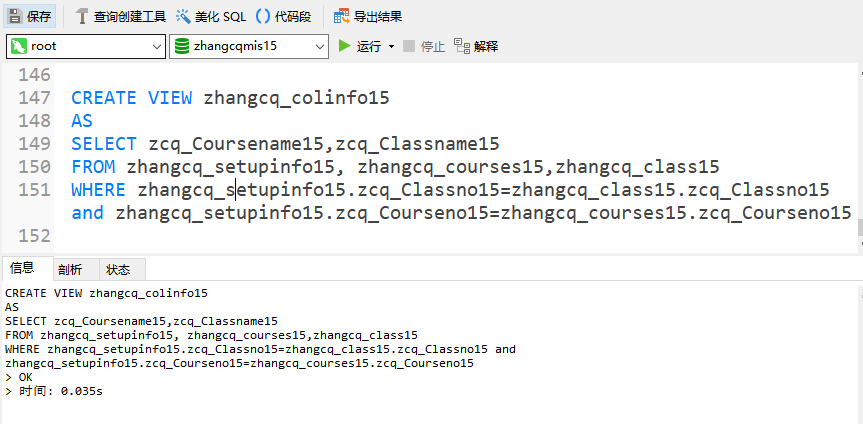 保存 查询创建工具 美化 SQL () 代码段 导出结果
root zhangcqmis15 运行 停止 解释
146
147 CREATE VIEW zhangcq_colinfo15
148 AS
149 SELECT zcq_Coursename15,zcq_Classname15
150 FROM zhangcq_setupinfo15, zhangcq_courses15,zhangcq_class15
151 WHERE zhangcq_setupinfo15.zcq_Classno15=zhangcq_class15.zcq_Classno15
and zhangcq_setupinfo15.zcq_Courseno15=zhangcq_courses15.zcq_Courseno15
152
信息 剖析 状态
CREATE VIEW zhangcq_colinfo15
AS
SELECT zcq_Coursename15,zcq_Classname15
FROM zhangcq_setupinfo15, zhangcq_courses15,zhangcq_class15
WHERE zhangcq_setupinfo15.zcq_Classno15=zhangcq_class15.zcq_Classno15 and
zhangcq_setupinfo15.zcq_Courseno15=zhangcq_courses15.zcq_Courseno15
> OK
> 时间: 0.035s